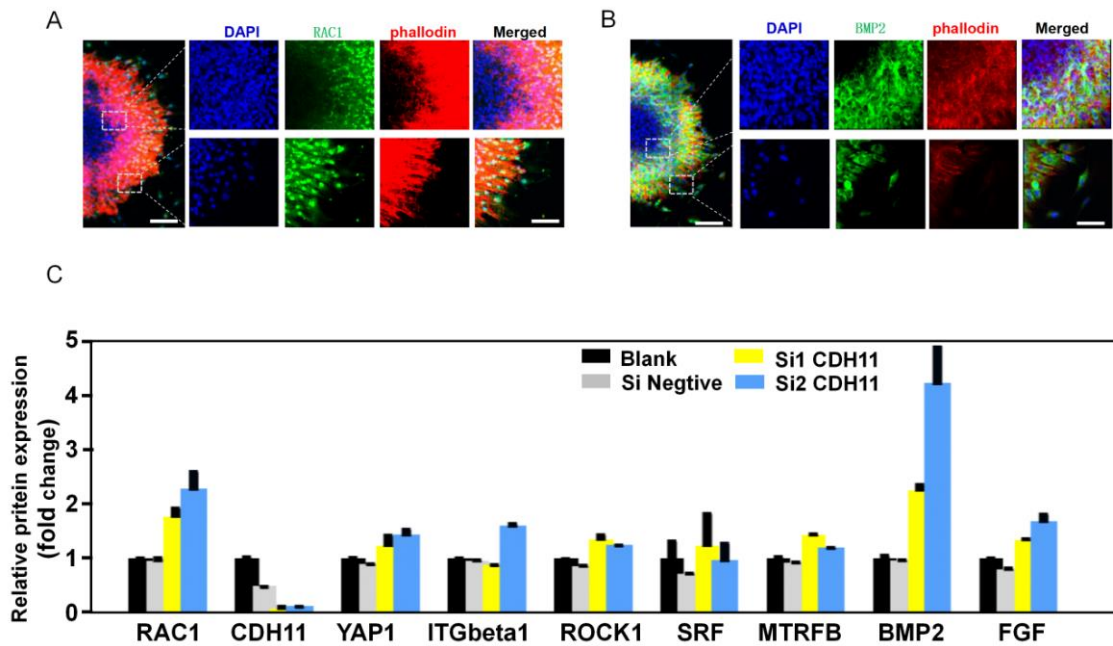 A
DAPI RAC1 phallodin Merged
B
DAPI BMP2 phallodin Merged
C
Relative pritein expression
(fold change)
5
4
3
2
1
0
Blank Si1 CDH11
Si Negtive Si2 CDH11
RAC1 CDH11 YAP1 ITGbeta1 ROCK1 SRF MTRFB BMP2 FGF